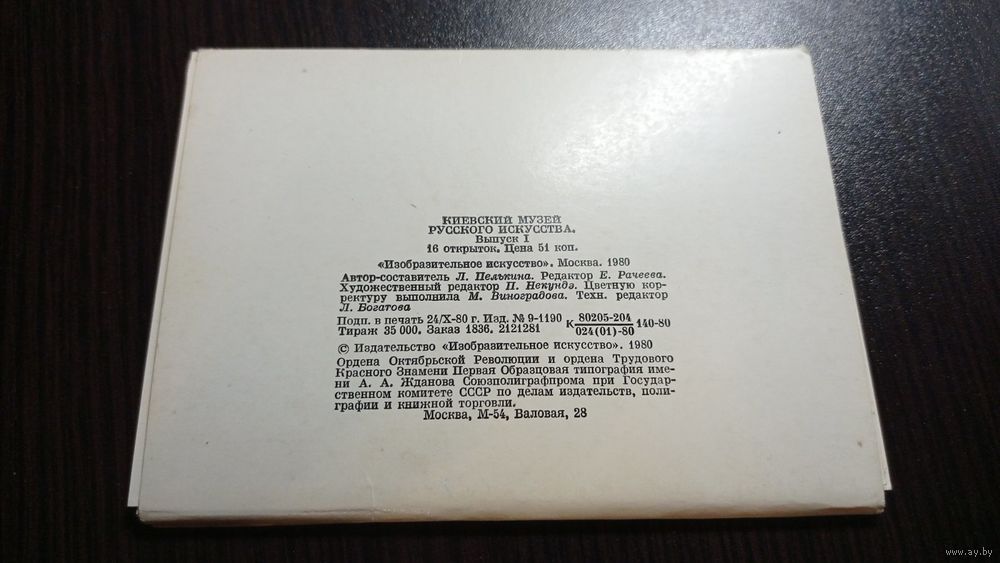 КИЕВСКИЙ МУЗЕЙ
РУССКОГО ИСКУССТВА.
Выпуск I
16 открыток. Цена 51 коп.
«Изобразительное искусство». Москва. 1980
Автор-составитель Л. Пелькина. Редактор Е. Рачеева.
Художественный редактор П. Некундэ. Цветную кор-
ректуру выполнила М. Виноградова. Техн. редактор
Л. Богатова
Подп. в печать 24/X-80 г. Изд. № 9-1190
Тираж 35 000. Заказ 1836. 2121281
К 80205-204
024(01)-80 140-80
© Издательство «Изобразительное искусство». 1980
Ордена Октябрьской Революции и ордена Трудового
Красного Знамени Первая Образцовая типография име-
ни А. А. Жданова Союзполиграфпрома при Государ-
ственном комитете СССР по делам издательств, поли-
графии и книжной торговли.
Москва, М-54, Валовая, 28
www.ay.by